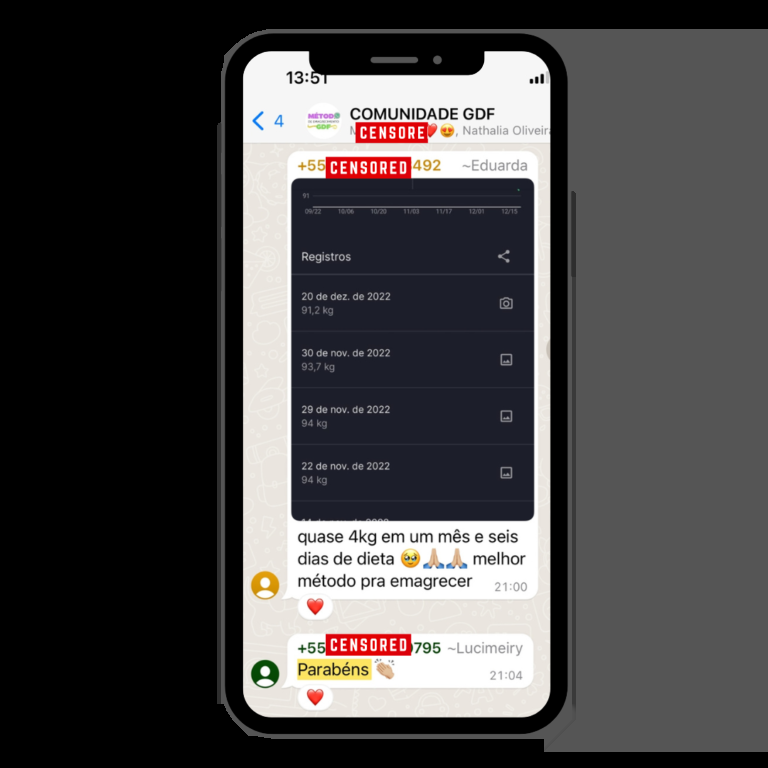 13:51
4
MÉTODO
GDF
COMUNIDADE GDF
CENSORE , Nathalia Oliveira
+55 CENSORED 492 ~Eduarda
91
09/22 10/06 10/20 11/03 11/17 12/01 12/15
Registros
20 de dez. de 2022
91,2 kg
30 de nov. de 2022
93,7 kg
29 de nov. de 2022
94 kg
22 de nov. de 2022
94 kg
quase 4kg em um mês e seis
dias de dieta 🥹🙏🏼🙏🏼 melhor
método pra emagrecer 21:00
+55 CENSORED 795 ~Lucimeiry
Parabéns 👏🏼
21:04